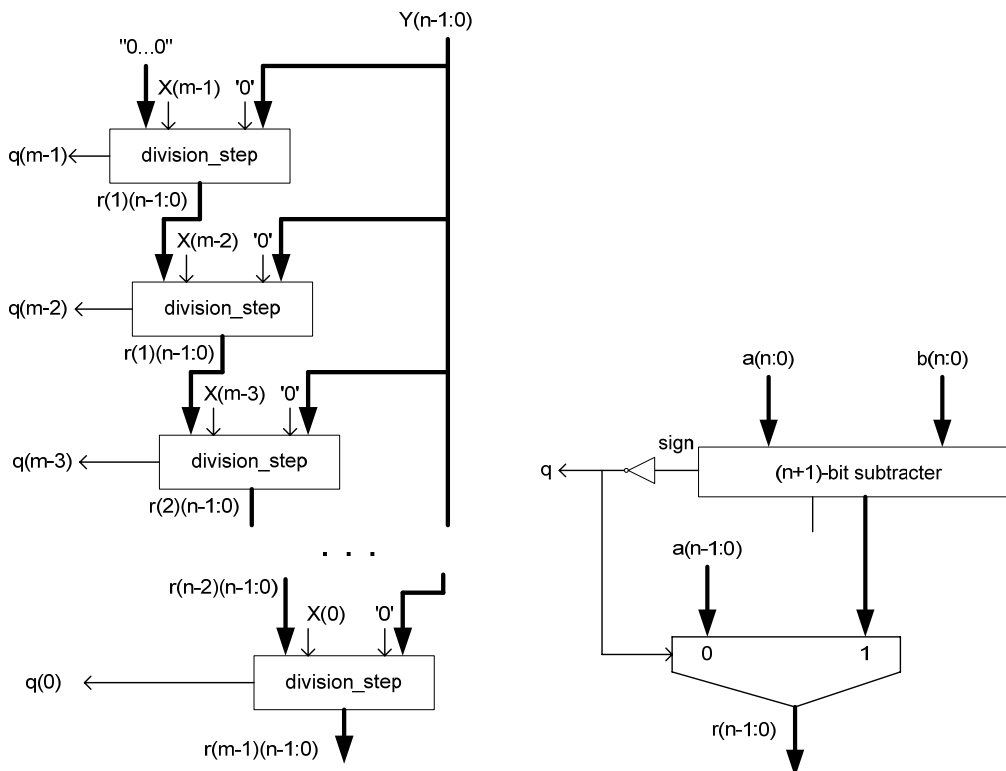 Y(n-1:0)
"0...0"
X(m-1) '0'
division_step
q(m-1)
r(1)(n-1:0)
X(m-2) '0'
division_step
q(m-2)
r(1)(n-1:0)
X(m-3) '0'
division_step
q(m-3)
r(2)(n-1:0)
. . .
r(n-2)(n-1:0)
X(0) '0'
division_step
q(0)
r(m-1)(n-1:0)
a(n:0) b(n:0)
sign
q
(n+1)-bit subtracter
a(n-1:0)
0 1
r(n-1:0)